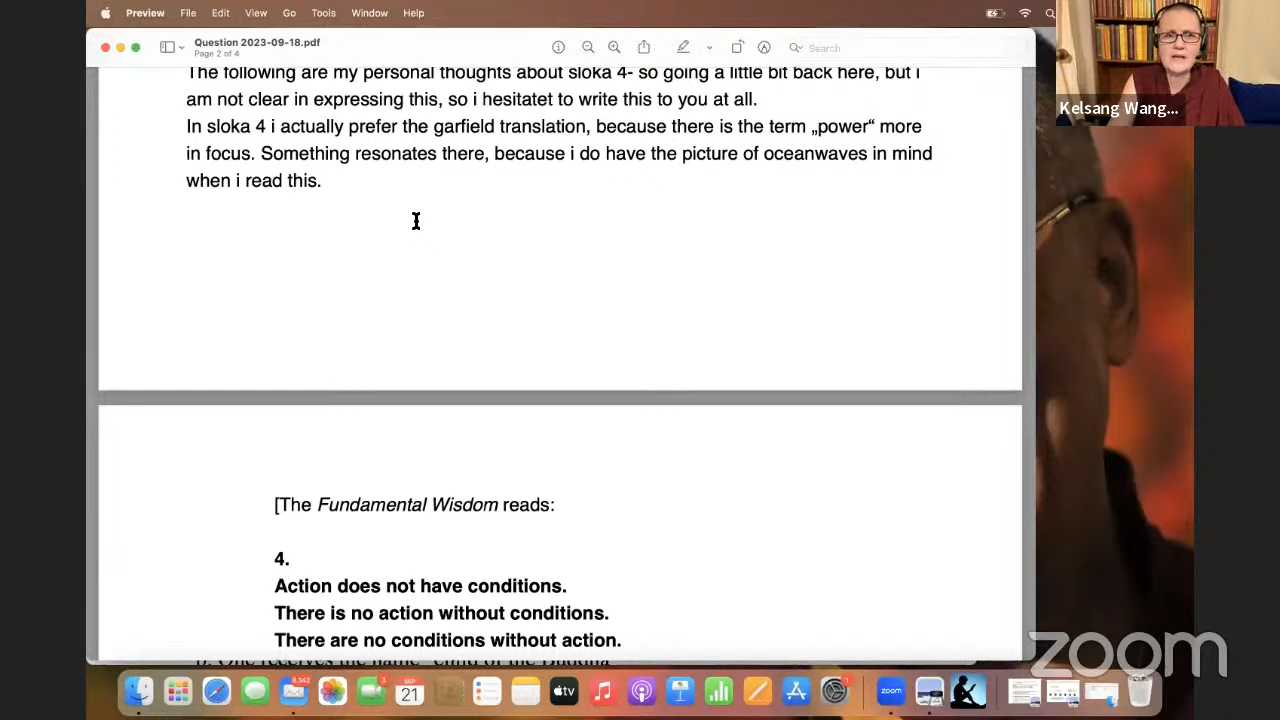 Preview File Edit View Go Tools Window Help
Question 2023-09-18.pdf
Page 2 of 4
Search
Kelsang Wang...
The following are my personal thoughts about sloka 4- so going a little bit back here, but i
am not clear in expressing this, so i hesitatet to write this to you at all.
In sloka 4 i actually prefer the garfield translation, because there is the term „power“ more
in focus. Something resonates there, because i do have the picture of oceanwaves in mind
when i read this.
[The Fundamental Wisdom reads:
4.
Action does not have conditions.
There is no action without conditions.
There are no conditions without action.
SEP
21
tv
zoom
zoom